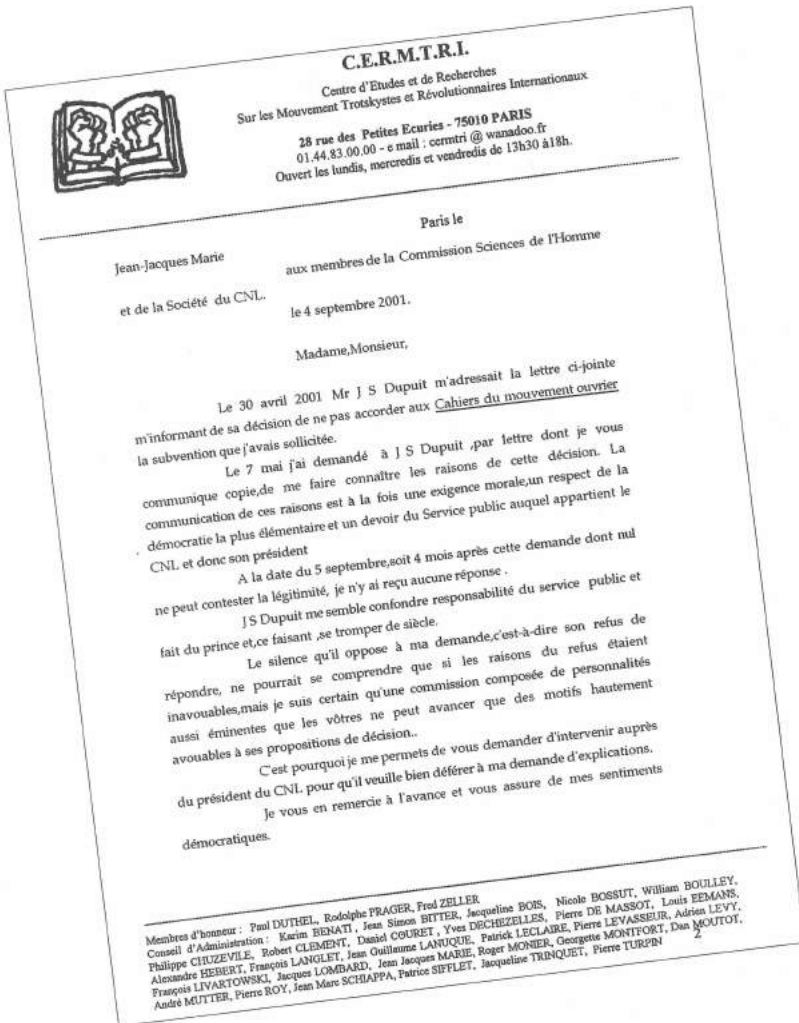 C.E.R.M.T.R.I.
Centre d'Etudes et de Recherches
Sur les Mouvement Trotskystes et Révolutionnaires Internationaux
28 rue des Petites Ecuries - 75010 PARIS
01.44.83.00.00 - e mail : cermtri @ wanadoo.fr
Ouvert les lundis, mercredis et vendredis de 13h30 à18h.
Paris le
Jean-Jacques Marie
aux membres de la Commission Sciences de l'Homme
et de la Société du CNL.
le 4 septembre 2001.
Madame,Monsieur,
Le 30 avril 2001 Mr J S Dupuit m'adressait la lettre ci-jointe
m'informant de sa décision de ne pas accorder aux Cahiers du mouvement ouvrier
la subvention que j'avais sollicitée.
Le 7 mai j'ai demandé à J S Dupuit ,par lettre dont je vous
communique copie,de me faire connaître les raisons de cette décision. La
communication de ces raisons est à la fois une exigence morale,un respect de la
démocratie la plus élémentaire et un devoir du Service public auquel appartient le
CNL et donc son président
A la date du 5 septembre,soit 4 mois après cette demande dont nul
ne peut contester la légitimité, je n'y ai reçu aucune réponse .
J S Dupuit me semble confondre responsabilité du service public et
fait du prince et,ce faisant ,se tromper de siècle.
Le silence qu'il oppose à ma demande,c'est-à-dire son refus de
répondre, ne pourrait se comprendre que si les raisons du refus étaient
inavouables,mais je suis certain qu'une commission composée de personnalités
aussi éminentes que les vôtres ne peut avancer que des motifs hautement
avouables à ses propositions de décision..
C'est pourquoi je me permets de vous demander d'intervenir auprès
du président du CNL pour qu'il veuille bien déférer à ma demande d'explications.
Je vous en remercie à l'avance et vous assure de mes sentiments
démocratiques.
Membres d'honneur : Paul DUTHEL, Rodolphe PRAGER, Fred ZELLER
Conseil d'Administration : Karim BENATI, Jean Simon BITTER, Jacqueline BOIS, Nicole BOSSUT, William BOULLEY,
Philippe CHUZEVILE, Robert CLEMENT, Daniel COURET , Yves DECHEZELLES, Pierre DE MASSOT, Louis EEMANS,
Alexandre HEBERT, François LANGLET, Jean Guillaume LANUQUE, Patrick LECLAIRE, Pierre LEVASSEUR, Adrien LEVY,
François LIVARTOWSKI, Jacques LOMBARD, Jean Jacques MARIE, Roger MONIER, Georgette MONTFORT, Dan MOUTOT,
André MUTTER, Pierre ROY, Jean Marc SCHIAPPA, Patrice SIFFLET, Jacqueline TRINQUET, Pierre TURPIN 2